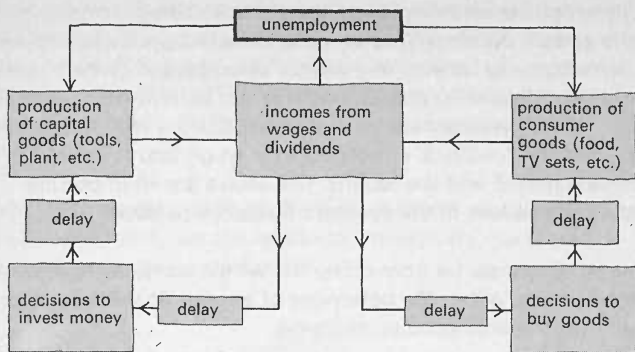 unemployment
production
of capital
goods (tools,
plant, etc.)
incomes from
wages and
dividends
production of
consumer
goods (food,
TV sets, etc.)
delay
delay
decisions to
invest money
delay
delay
decisions to
buy goods